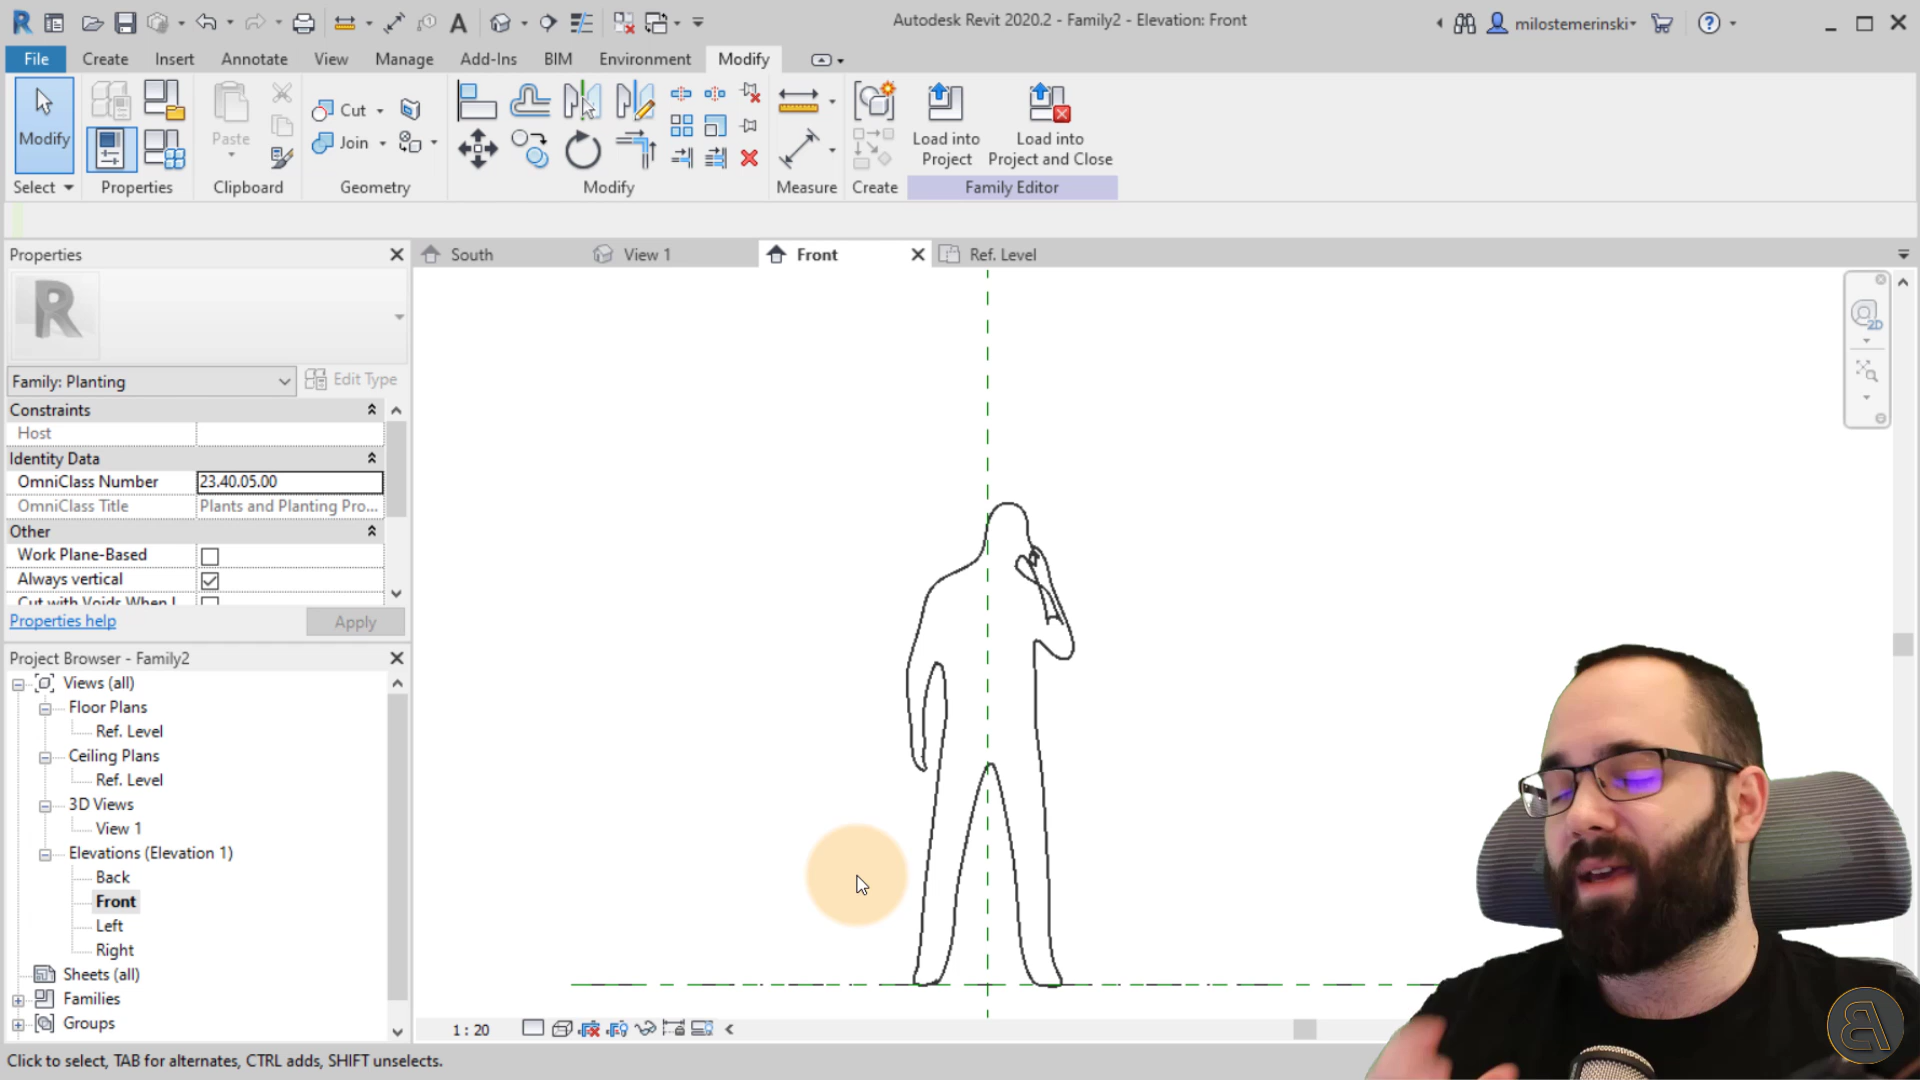 Autodesk Revit 2020.2 - Family2 - Elevation: Front
milostemerinski
File Create Insert Annotate View Manage Add-Ins BIM Environment Modify
Modify
Paste
Cut
Join
Load into Project
Load into Project and Close
Select Properties Clipboard Geometry Modify Measure Create Family Editor
Properties
South View 1 Front Ref. Level
R
2D
Family: Planting
Edit Type
Constraints
Host
Identity Data
OmniClass Number 23.40.05.00
OmniClass Title Plants and Planting Pro...
Other
Work Plane-Based
Always vertical
Cut with Voids When L
Properties help
Apply
Project Browser - Family2
Views (all)
Floor Plans
Ref. Level
Ceiling Plans
Ref. Level
3D Views
View 1
Elevations (Elevation 1)
Back
Front
Left
Right
Sheets (all)
Families
Groups
1 : 20
Click to select, TAB for alternates, CTRL adds, SHIFT unselects.